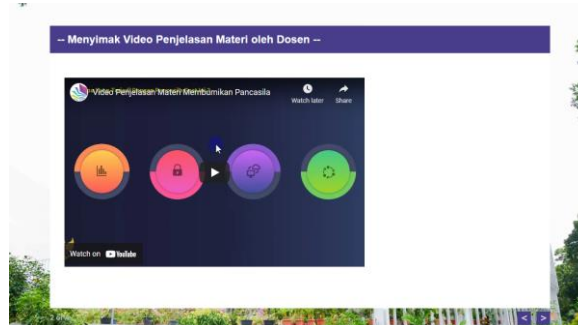 -- Menyimak Video Penjelasan Materi oleh Dosen --
Video Penjelasan Materi Membumikan Pancasila
Watch later
Share
Watch on YouTube
< >